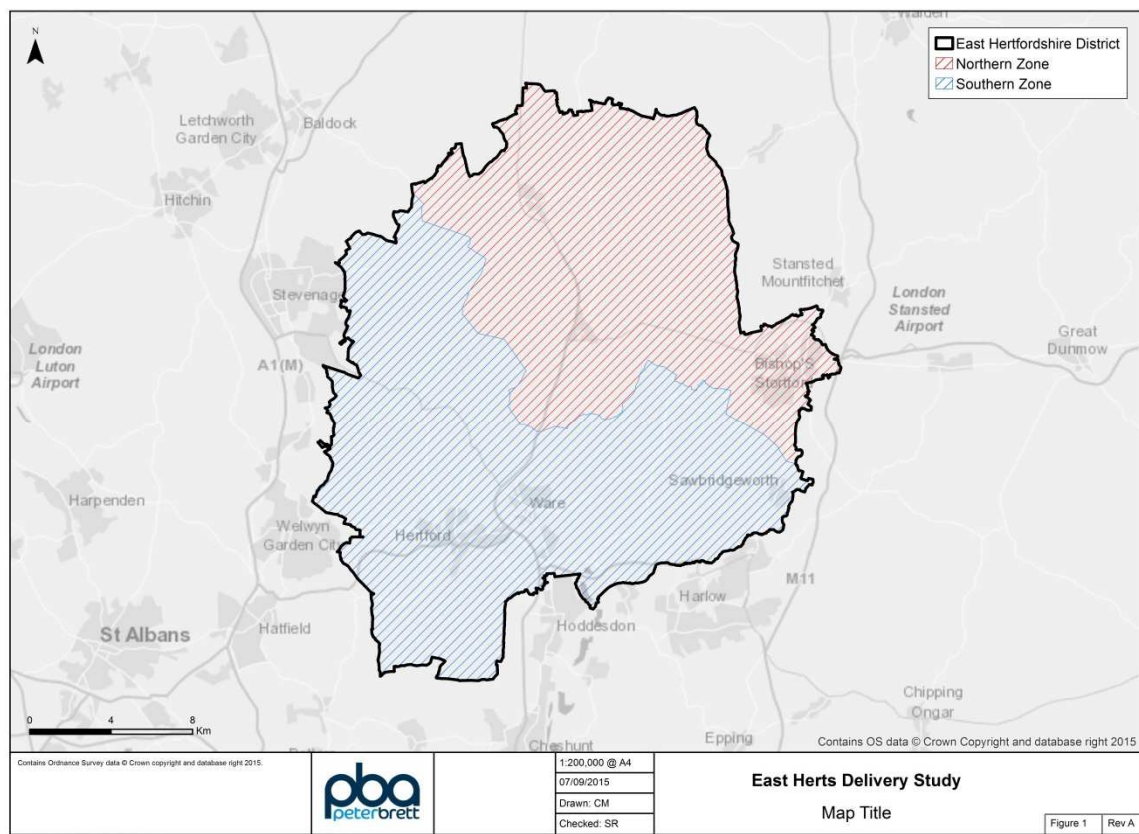 N
Warden
East Hertfordshire District
Northern Zone
Southern Zone
Letchworth
Garden City
Baldock
Hitchin
Stansted
Mountfitchet
London
Stansted
Airport
Stevenage
Great
Dunmow
London
Luton
Airport
A1(M)
Bishop'S
Stortford
Sawbridgeworth
Harpenden
Ware
Welwyn
Garden City
Hertford
M11
Harlow
Hoddesdon
St Albans
Hatfield
Chipping
Ongar
Epping
Cheshunt
0 4 8
Km
Contains OS data © Crown Copyright and database right 2015
Contains Ordnance Survey data © Crown copyright and database right 2015.
pba
peterbrett
1:200,000 @ A4
07/09/2015
Drawn: CM
Checked: SR
East Herts Delivery Study
Map Title
Figure 1
Rev A